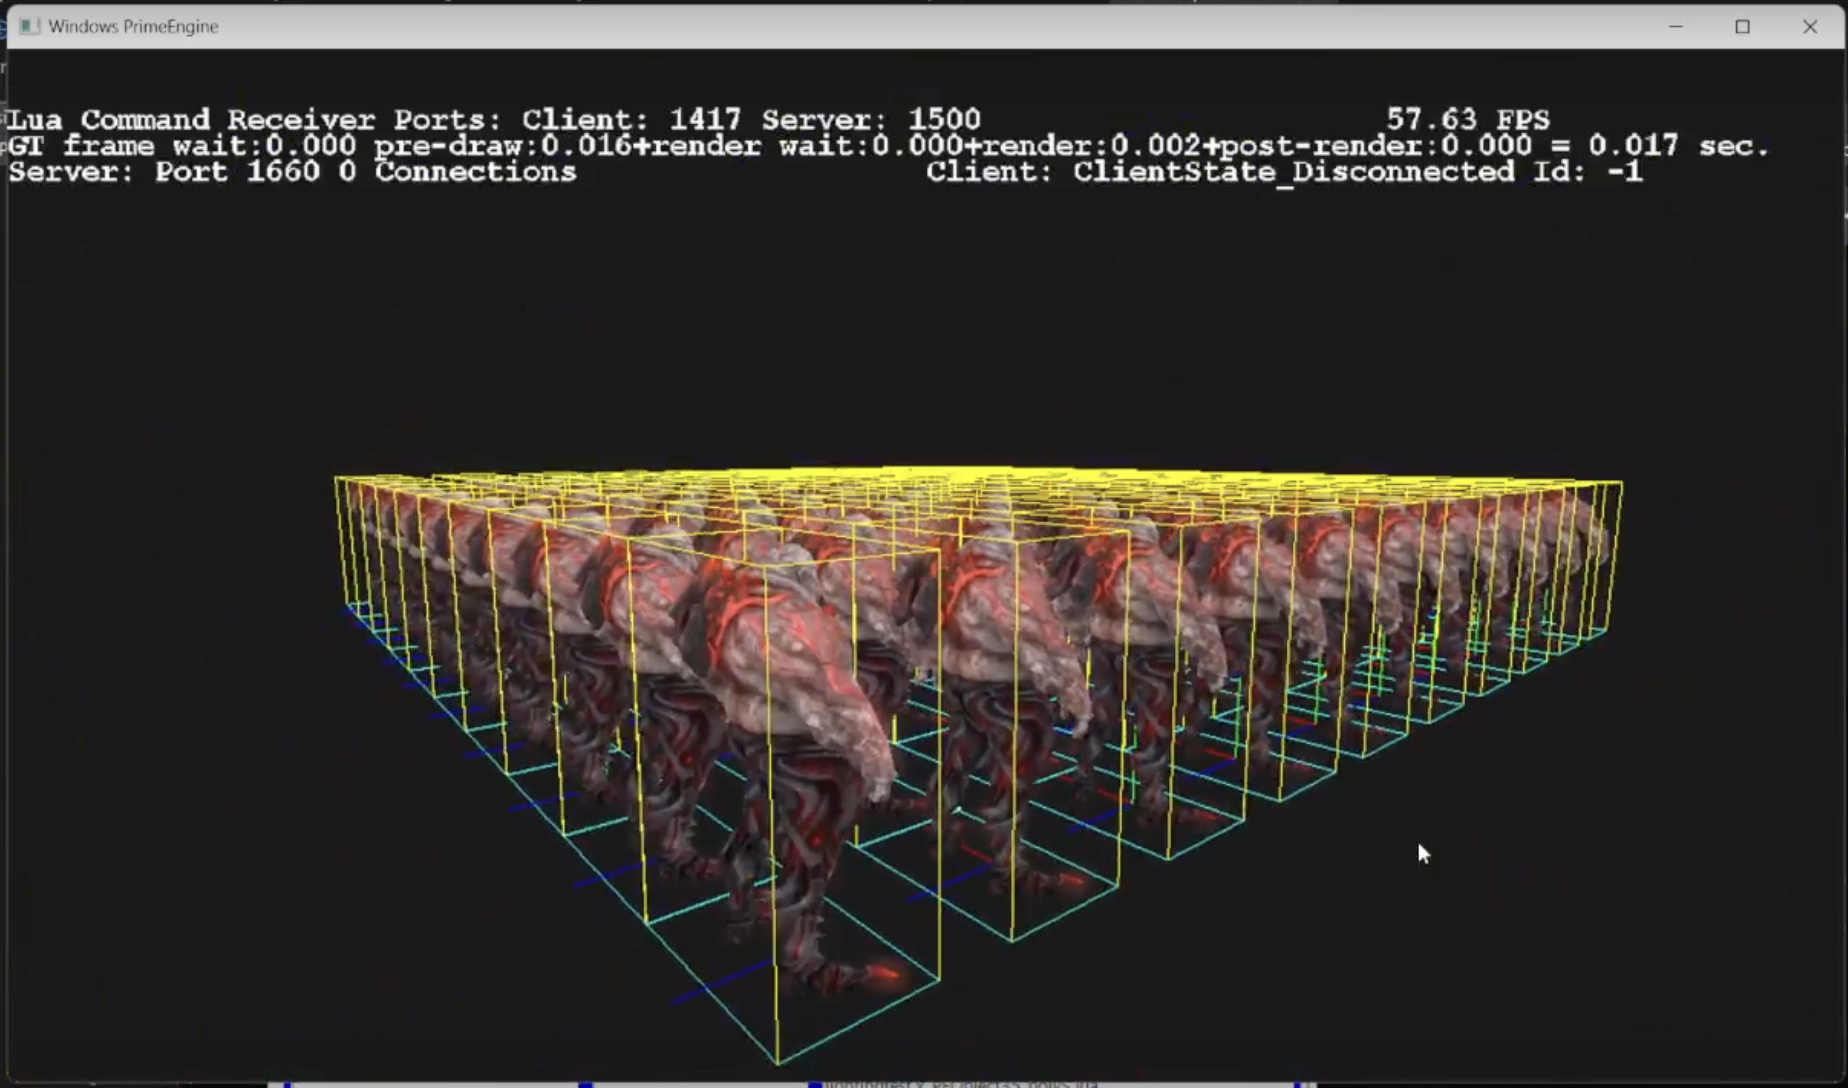 Windows PrimeEngine
Lua Command Receiver Ports: Client: 1417 Server: 1500 57.63 FPS
GT frame wait:0.000 pre-draw:0.016+render wait:0.000+render:0.002+post-render:0.000 = 0.017 sec.
Server: Port 1660 0 Connections Client: ClientState_Disconnected Id: -1